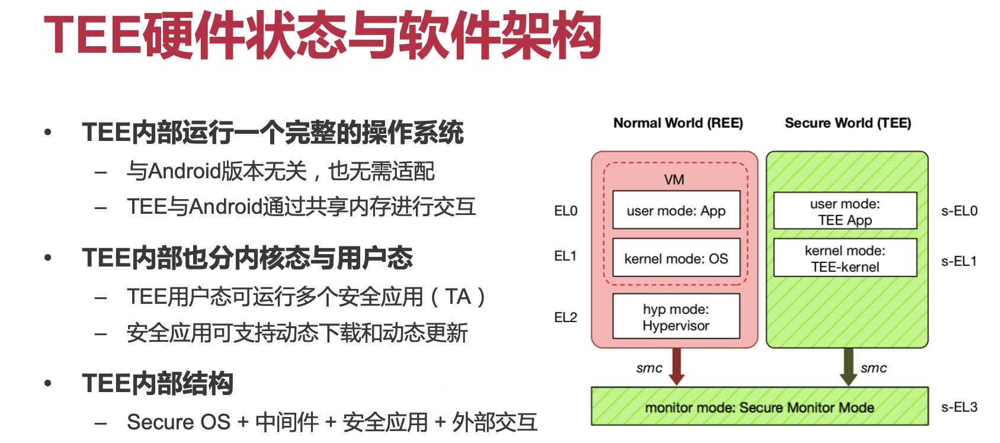 TEE硬件状态与软件架构
• TEE内部运行一个完整的操作系统
– 与Android版本无关，也无需适配
– TEE与Android通过共享内存进行交互
• TEE内部也分内核态与用户态
– TEE用户态可运行多个安全应用（TA）
– 安全应用可支持动态下载和动态更新
• TEE内部结构
– Secure OS + 中间件 + 安全应用 + 外部交互
Normal World (REE)
Secure World (TEE)
VM
EL0
user mode: App
user mode:
TEE App
s-EL0
EL1
kernel mode: OS
kernel mode:
TEE-kernel
s-EL1
EL2
hyp mode:
Hypervisor
smc
smc
monitor mode: Secure Monitor Mode
s-EL3